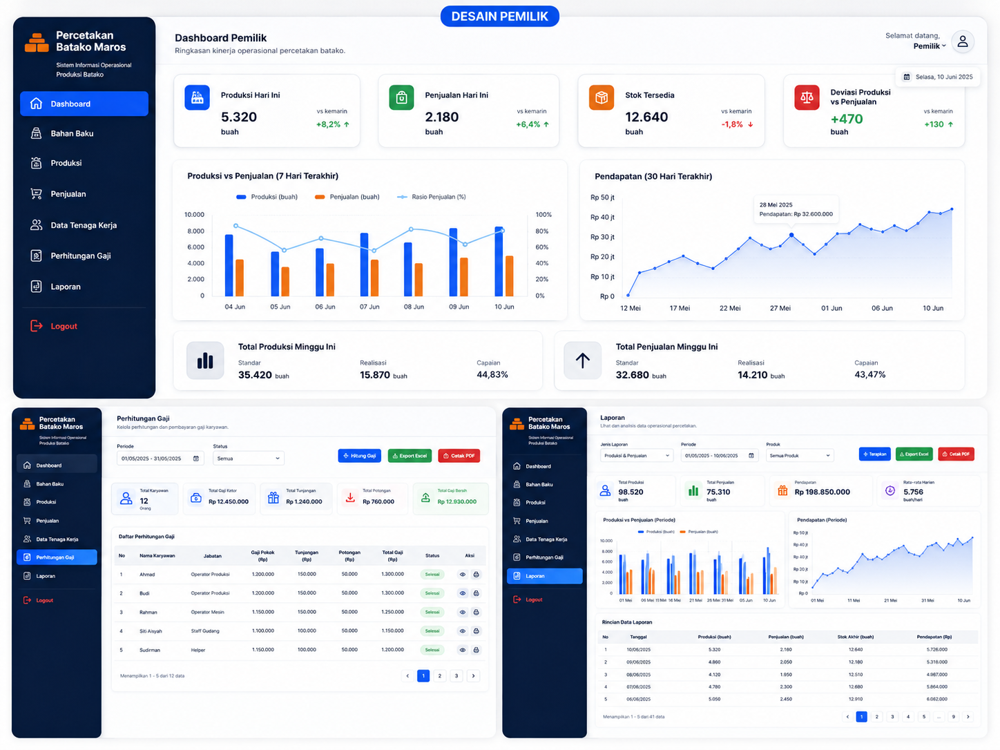 DESAIN PEMILIK
Percetakan
Batako Maros
Sistem Informasi Operasional
Produksi Batako
Dashboard
Bahan Baku
Produksi
Penjualan
Data Tenaga Kerja
Perhitungan Gaji
Laporan
Logout
Dashboard Pemilik
Ringkasan kinerja operasional percetakan batako.
Selamat datang,
Pemilik
Selasa, 10 Juni 2025
Produksi Hari Ini
5.320
buah
vs kemarin
+8,2% ↑
Penjualan Hari Ini
2.180
buah
vs kemarin
+6,4% ↑
Stok Tersedia
12.640
buah
vs kemarin
-1,8% ↓
Deviasi Produksi
vs Penjualan
+470
buah
vs kemarin
+130 ↑
Produksi vs Penjualan (7 Hari Terakhir)
Produksi (buah) Penjualan (buah) Rasio Penjualan (%)
10.000 100%
8.000 80%
6.000 60%
4.000 40%
2.000 20%
0 0%
04 Jun 05 Jun 06 Jun 07 Jun 08 Jun 09 Jun 10 Jun
Pendapatan (30 Hari Terakhir)
Rp 50 jt
Rp 40 jt
Rp 30 jt
Rp 20 jt
Rp 10 jt
Rp 0
28 Mei 2025
Pendapatan: Rp 32.600.000
12 Mei 17 Mei 22 Mei 27 Mei 01 Jun 06 Jun 10 Jun
Total Produksi Minggu Ini
Standar Realisasi Capaian
35.420 buah 15.870 buah 44,83%
Total Penjualan Minggu Ini
Standar Realisasi Capaian
32.680 buah 14.210 buah 43,47%
Percetakan
Batako Maros
Sistem Informasi Operasional
Produksi Batako
Dashboard
Bahan Baku
Produksi
Penjualan
Data Tenaga Kerja
Perhitungan Gaji
Laporan
Logout
Perhitungan Gaji
Kelola perhitungan dan pembayaran gaji karyawan.
Periode Status
01/05/2025 - 31/05/2025 Semua
Hitung Gaji Export Excel Cetak PDF
Total Karyawan
12
Orang
Total Gaji Kotor
Rp 12.450.000
Total Tunjangan
Rp 1.240.000
Total Potongan
Rp 760.000
Total Gaji Bersih
Rp 12.930.000
Daftar Perhitungan Gaji
No Nama Karyawan Jabatan Gaji Pokok (Rp) Tunjangan (Rp) Potongan (Rp) Total Gaji (Rp) Status Aksi
1 Ahmad Operator Produksi 1.200.000 150.000 50.000 1.300.000 Selesai
2 Budi Operator Produksi 1.200.000 150.000 50.000 1.300.000 Selesai
3 Rahman Operator Mesin 1.150.000 150.000 50.000 1.250.000 Selesai
4 Siti Aisyah Staff Gudang 1.100.000 100.000 50.000 1.150.000 Selesai
5 Sudirman Helper 1.150.000 100.000 50.000 1.200.000 Selesai
Menampilkan 1 - 5 dari 12 data
‹ 1 2 3 ›
Percetakan
Batako Maros
Sistem Informasi Operasional
Produksi Batako
Dashboard
Bahan Baku
Produksi
Penjualan
Data Tenaga Kerja
Perhitungan Gaji
Laporan
Logout
Laporan
Lihat dan analisis data operasional percetakan.
Jenis Laporan Periode Produk
Produksi & Penjualan 01/05/2025 - 10/06/2025 Semua Produk
Terapkan Export Excel Cetak PDF
Total Produksi
98.520
buah
Total Penjualan
75.310
buah
Pendapatan
Rp 198.850.000
Rata-rata Harian
5.756
buah/hari
Produksi vs Penjualan (Periode)
Produksi (buah) Penjualan (buah)
10.000
8.000
6.000
4.000
2.000
0
01 Mei 06 Mei 11 Mei 16 Mei 21 Mei 26 Mei 31 Mei 05 Jun 10 Jun
Pendapatan (Periode)
Rp 50 jt
Rp 40 jt
Rp 30 jt
Rp 20 jt
Rp 10 jt
Rp 0
01 Mei 11 Mei 21 Mei 31 Mei 10 Jun
Rincian Data Laporan
No Tanggal Produksi (buah) Penjualan (buah) Stok Akhir (buah) Pendapatan (Rp)
1 10/06/2025 5.320 2.180 12.640 5.726.000
2 09/06/2025 4.860 2.050 12.180 5.318.000
3 08/06/2025 4.120 1.950 12.510 4.987.000
4 07/06/2025 4.780 2.300 12.680 5.864.000
5 06/06/2025 5.050 2.450 12.910 6.062.000
Menampilkan 1 - 5 dari 41 data
‹ 1 2 3 4 5 ... 9 ›